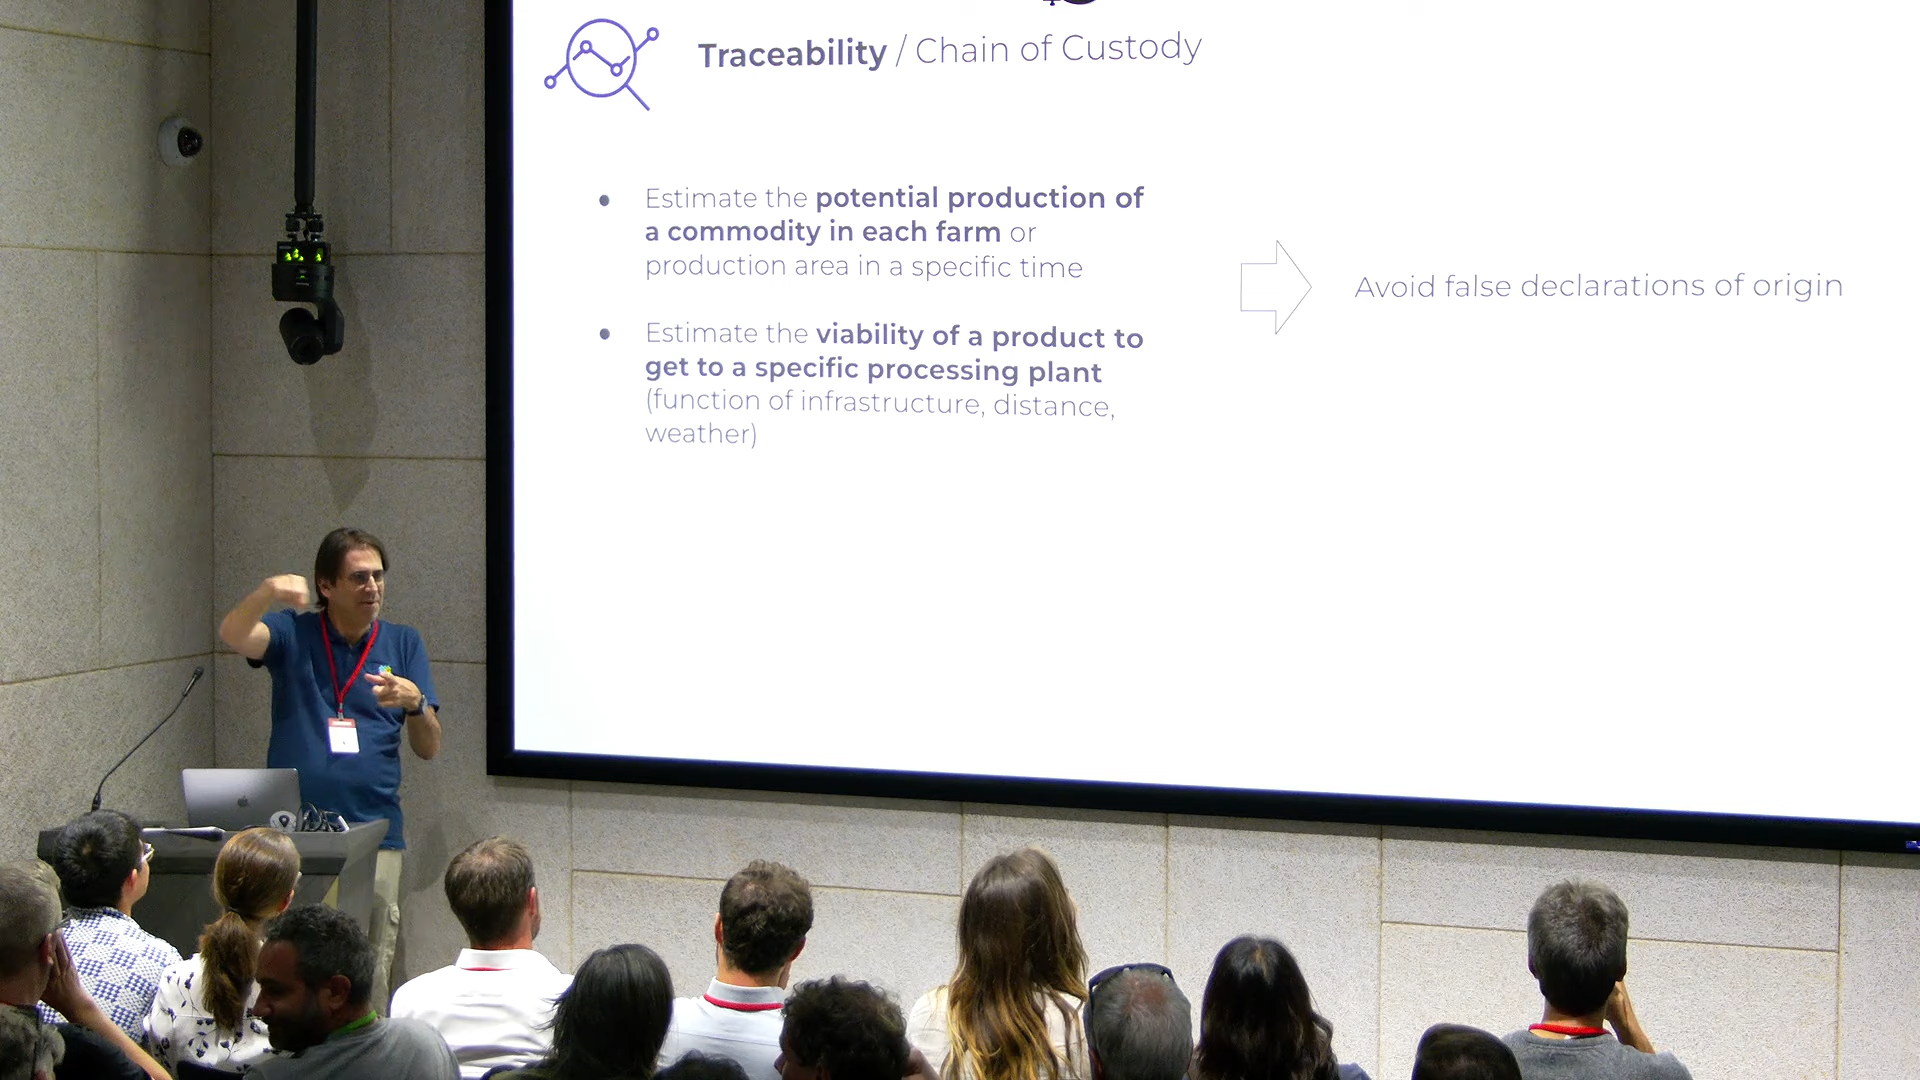 Traceability / Chain of Custody
● Estimate the potential production of
a commodity in each farm or
production area in a specific time
● Estimate the viability of a product to
get to a specific processing plant
(function of infrastructure, distance,
weather)
Avoid false declarations of origin